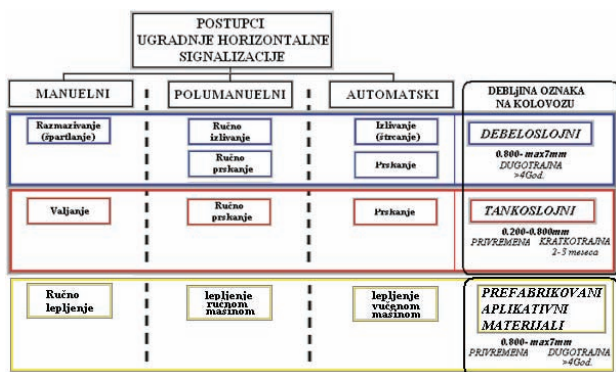 POSTUPCI
UGRADNJE HORIZONTALNE
SIGNALIZACIJE
MANUELNI
POLUMANUELNI
AUTOMATSKI
DEBLJINA OZNAKA
NA KOLOVOZU
Razmazivanje
(špartlanje)
Ručno
izlivanje
Izlivanje
(štrcanje)
DEBELOSLOJNI
Ručno
prskanje
Prskanje
0.800- max7mm
DUGOTRAJNA
>4God.
Valjanje
Ručno
prskanje
Prskanje
TANKOSLOJNI
0.200-0.800mm
PRIVREMENA KRATKOTRAJNA
2-5 meseca
Ručno
lepljenje
lepljenje
ručnom
mašinom
lepljenje
vučenom
mašinom
PREFABRIKOVANI
APLIKATIVNI
MATERIJALI
0.800- max7mm
PRIVREMENA DUGOTRAJNA
>4God.